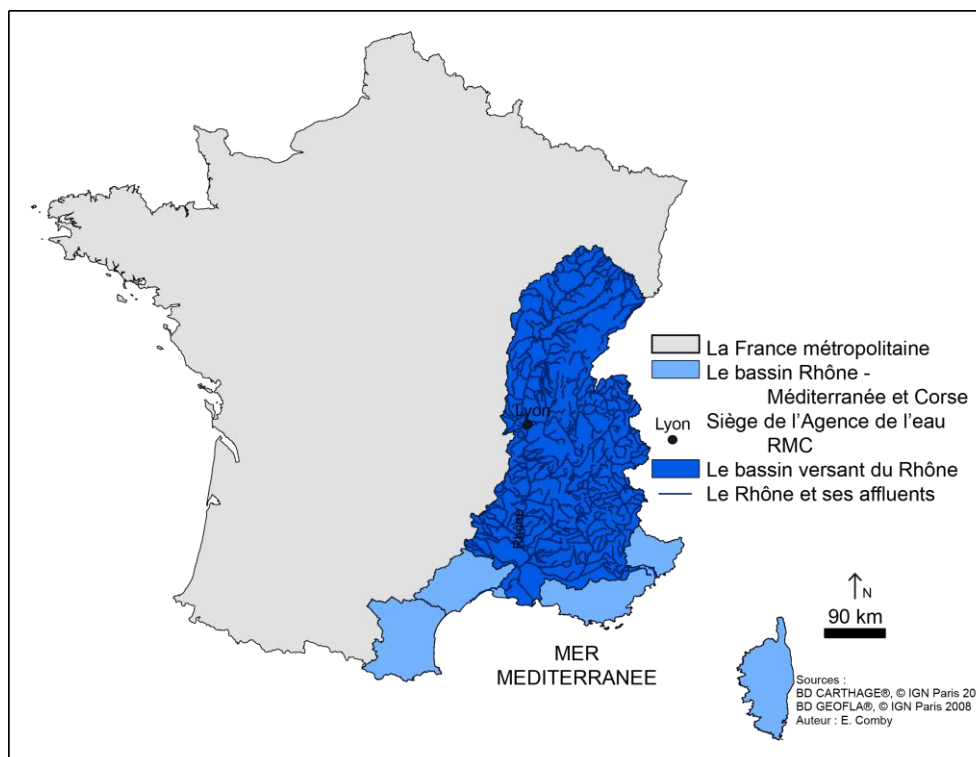 La France métropolitaine
Le bassin Rhône -
Méditerranée et Corse
Lyon
Siège de l'Agence de l'eau
RMC
Le bassin versant du Rhône
Le Rhône et ses affluents
Lyon
Rhône
N
90 km
MER
MEDITERRANEE
Sources :
BD CARTHAGE®, © IGN Paris 20
BD GEOFLA®, © IGN Paris 2008
Auteur : E. Comby